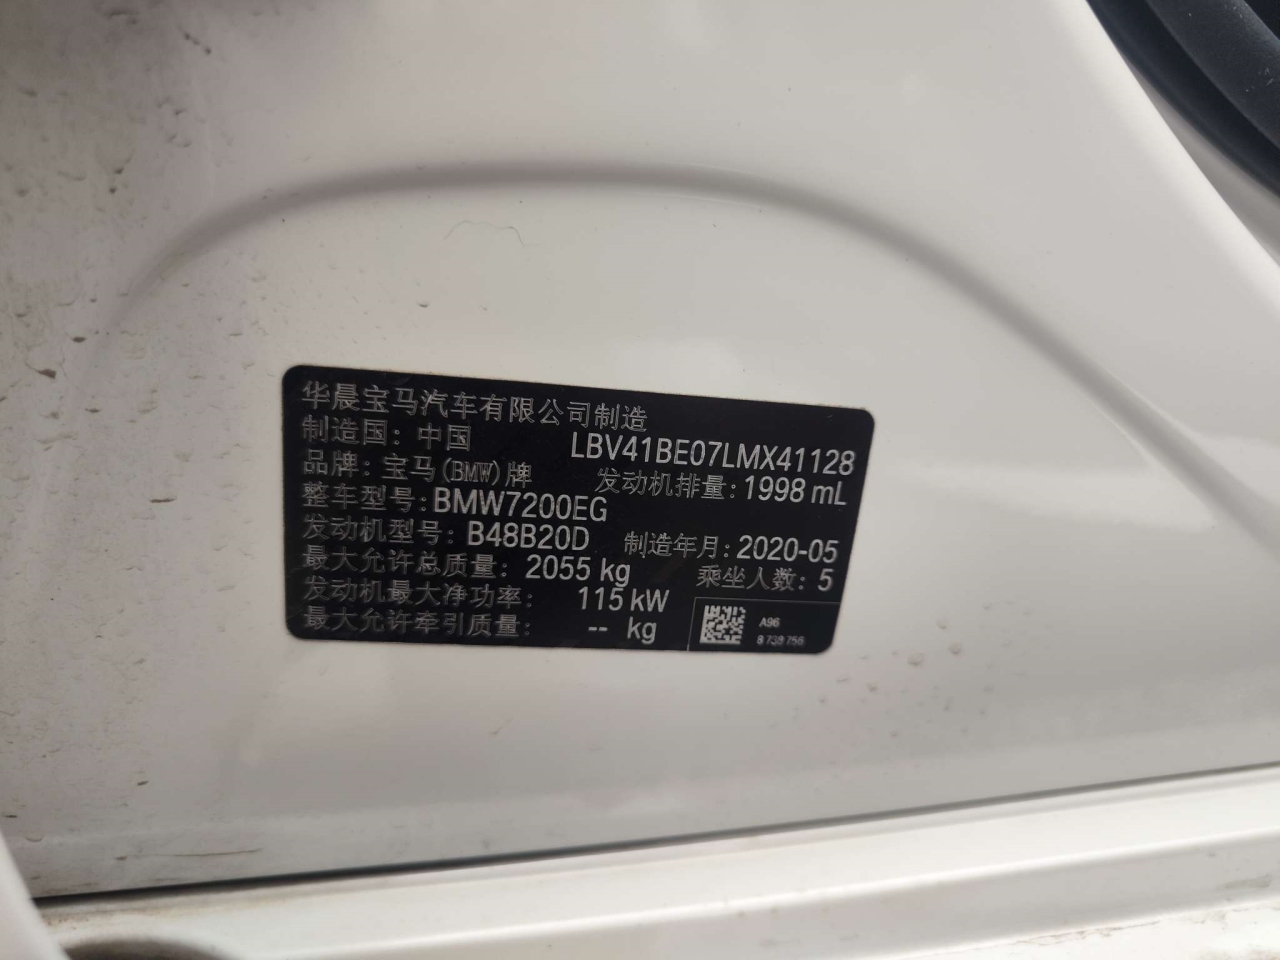 华晨宝马汽车有限公司制造
制造国：中国 LBV41BE07LMX41128
品牌：宝马(BMW)牌 发动机排量：1998 mL
整车型号：BMW7200EG
发动机型号：B48B20D 制造年月：2020-05
最大允许总质量：2055 kg 乘坐人数：5
发动机最大净功率： 115 kW
最大允许牵引质量： -- kg
A96
8 739 756